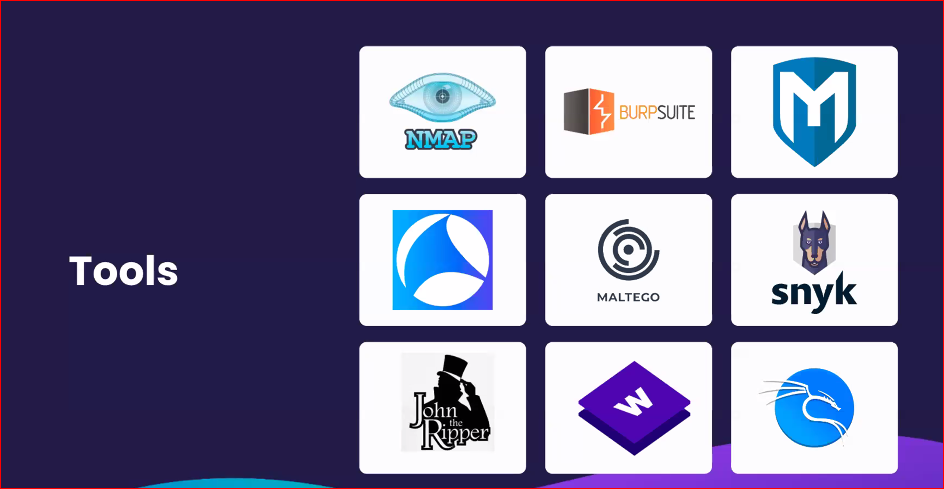 Tools
NMAP
BURPSUITE
M
MALTEGO
snyk
John
the
Ripper
W